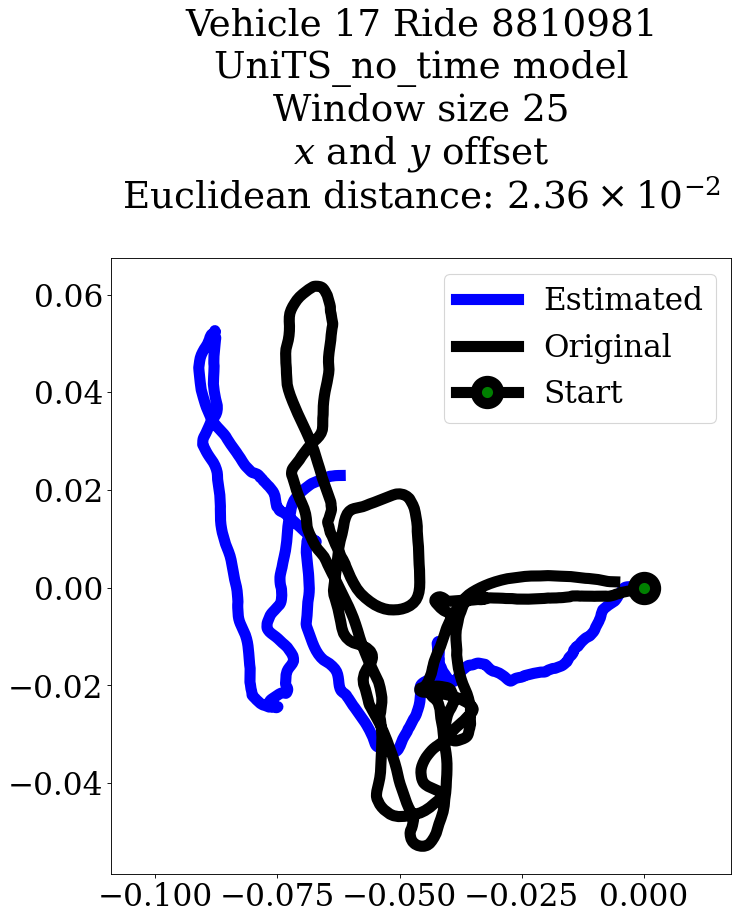 Vehicle 17 Ride 8810981
UniTS_no_time model
Window size 25
x and y offset
Euclidean distance: 2.36 × 10⁻²
Estimated
Original
Start
0.06
0.04
0.02
0.00
−0.02
−0.04
−0.100 −0.075 −0.050 −0.025 0.000